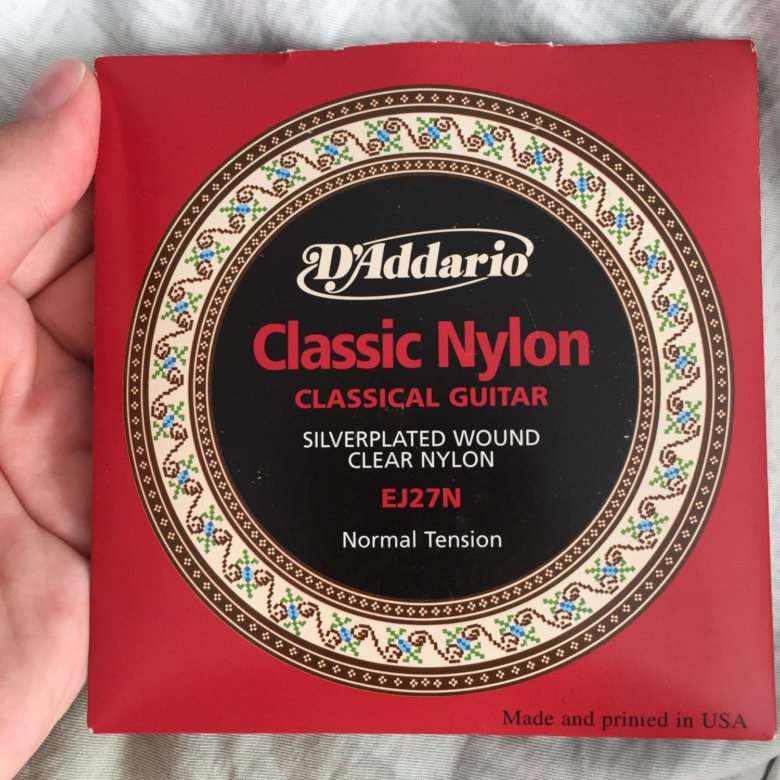 D'Addario
Classic Nylon
CLASSICAL GUITAR
SILVERPLATED WOUND
CLEAR NYLON
EJ27N
Normal Tension
Made and printed in USA